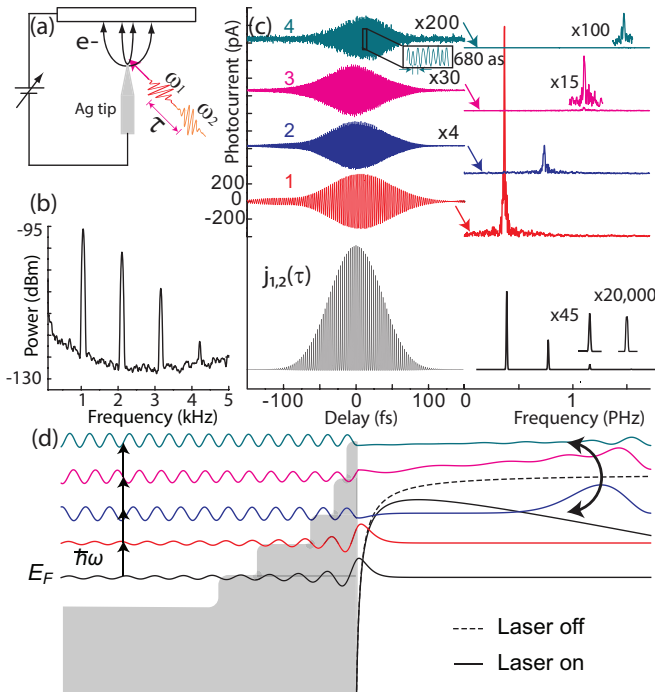 (a)
e-
Ag tip
ω1
ω2
τ
(b)
-95
-130
Power (dBm)
0 1 2 3 4 5
Frequency (kHz)
(c)
Photocurrent (pA)
4
x200
x100
680 as
3
x30
x15
2
x4
1
200
0
-200
j1,2(τ)
x45
x20,000
-100 0 100
0 1
Delay (fs)
Frequency (PHz)
(d)
ħω
EF
Laser off
Laser on